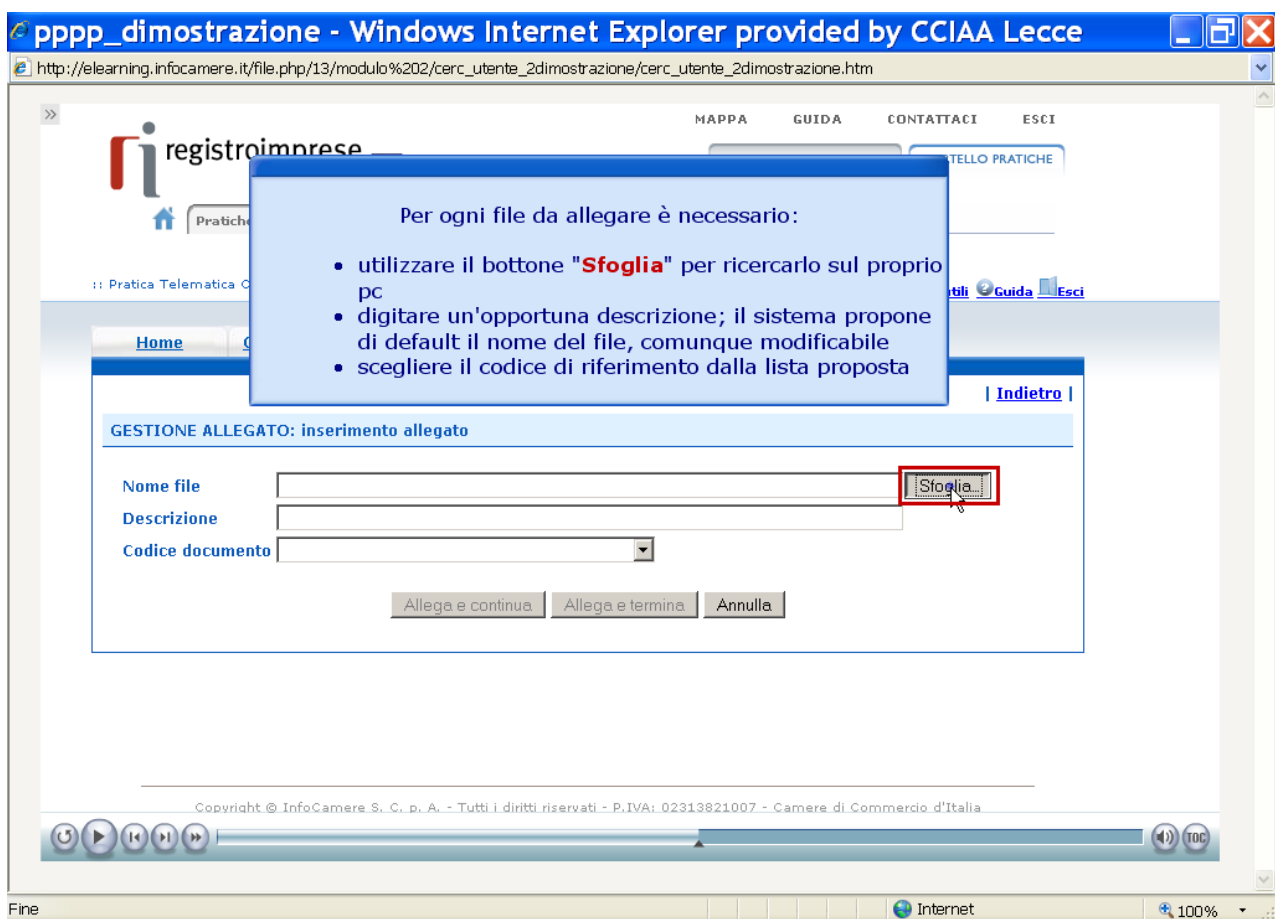 pppp_dimostrazione - Windows Internet Explorer provided by CCIAA Lecce
http://elearning.infocamere.it/file.php/13/modulo%202/cerc_utente_2dimostrazione/cerc_utente_2dimostrazione.htm
MAPPA GUIDA CONTATTACI ESCI
registroimprese
TELLO PRATICHE
Pratiche
Per ogni file da allegare è necessario:
• utilizzare il bottone "Sfoglia" per ricercarlo sul proprio
pc
• digitare un'opportuna descrizione; il sistema propone
di default il nome del file, comunque modificabile
• scegliere il codice di riferimento dalla lista proposta
:: Pratica Telematica
Guida Esci
Home
| Indietro |
GESTIONE ALLEGATO: inserimento allegato
Nome file
Sfoglia...
Descrizione
Codice documento
Allega e continua Allega e termina Annulla
Copyright © InfoCamere S. C. p. A. - Tutti i diritti riservati - P.IVA: 02313821007 - Camere di Commercio d'Italia
TOC
Fine Internet 100%